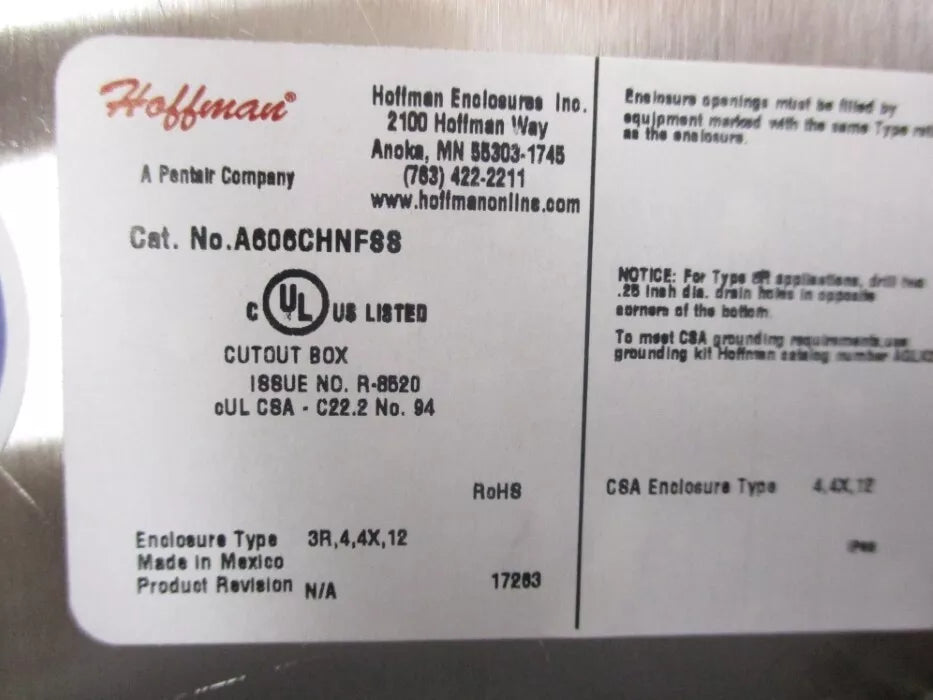 Hoffman®
A Pentair Company
Hoffman Enclosures Inc.
2100 Hoffman Way
Anoka, MN 55303-1745
(763) 422-2211
www.hoffmanonline.com
Cat. No.A606CHNFSS
C UL US LISTED
CUTOUT BOX
ISSUE NO. R-8520
cUL CSA - C22.2 No. 94
RoHS
Enclosure Type 3R,4,4X,12
Made in Mexico
Product Revision N/A
17263
Enclosure openings must be filled by
equipment marked with the same Type
as the enclosure.
NOTICE: For Type 3R applications, drill two
.25 Inch dia. drain holes in opposite
corners of the bottom.
To meet CSA grounding requirements,use
grounding kit Hoffman catalog number
CSA Enclosure Type 4,4X,12